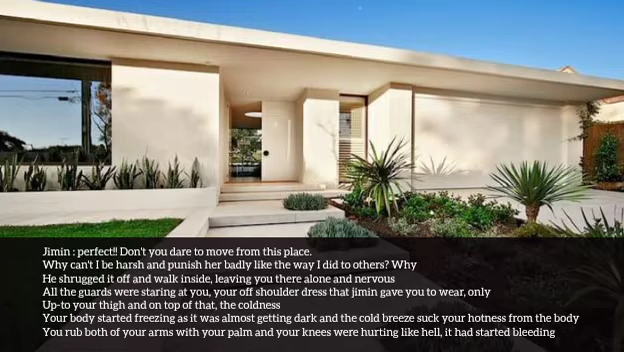 Jimin : perfect!! Don't you dare to move from this place.
Why can't I be harsh and punish her badly like the way I did to others? Why
He shrugged it off and walk inside, leaving you there alone and nervous
All the guards were staring at you, your off shoulder dress that jimin gave you to wear, only
Up-to your thigh and on top of that, the coldness
Your body started freezing as it was almost getting dark and the cold breeze suck your hotness from the body
You rub both of your arms with your palm and your knees were hurting like hell, it had started bleeding